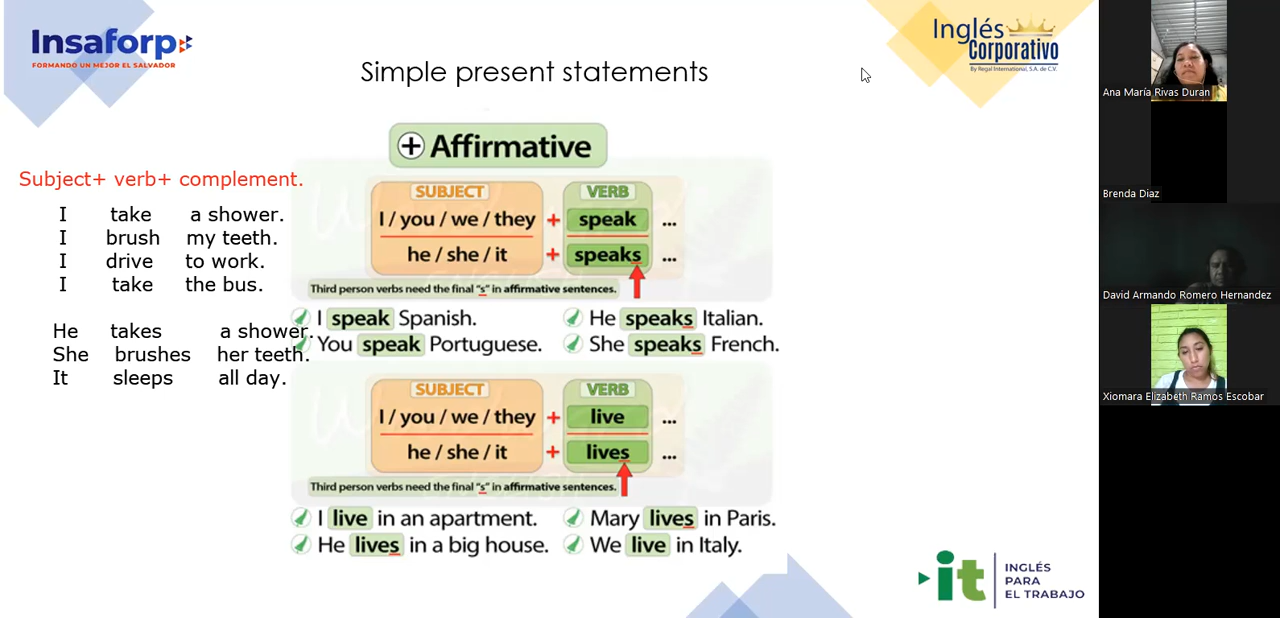 Insaforp
FORMANDO UN MEJOR EL SALVADOR
Inglés
Corporativo
By Regal International, S.A. de C.V.
Simple present statements
+ Affirmative
Subject+ verb+ complement.
I take a shower.
I brush my teeth.
I drive to work.
I take the bus.
He takes a shower.
She brushes her teeth.
It sleeps all day.
SUBJECT VERB
I / you / we / they + speak ...
he / she / it + speaks ...
Third person verbs need the final "s" in affirmative sentences.
I speak Spanish. He speaks Italian.
You speak Portuguese. She speaks French.
SUBJECT VERB
I / you / we / they + live ...
he / she / it + lives ...
Third person verbs need the final "s" in affirmative sentences.
I live in an apartment. Mary lives in Paris.
He lives in a big house. We live in Italy.
it
INGLÉS
PARA
EL TRABAJO
Ana María Rivas Duran
Brenda Diaz
David Armando Romero Hernandez
Xiomara Elizabeth Ramos Escobar